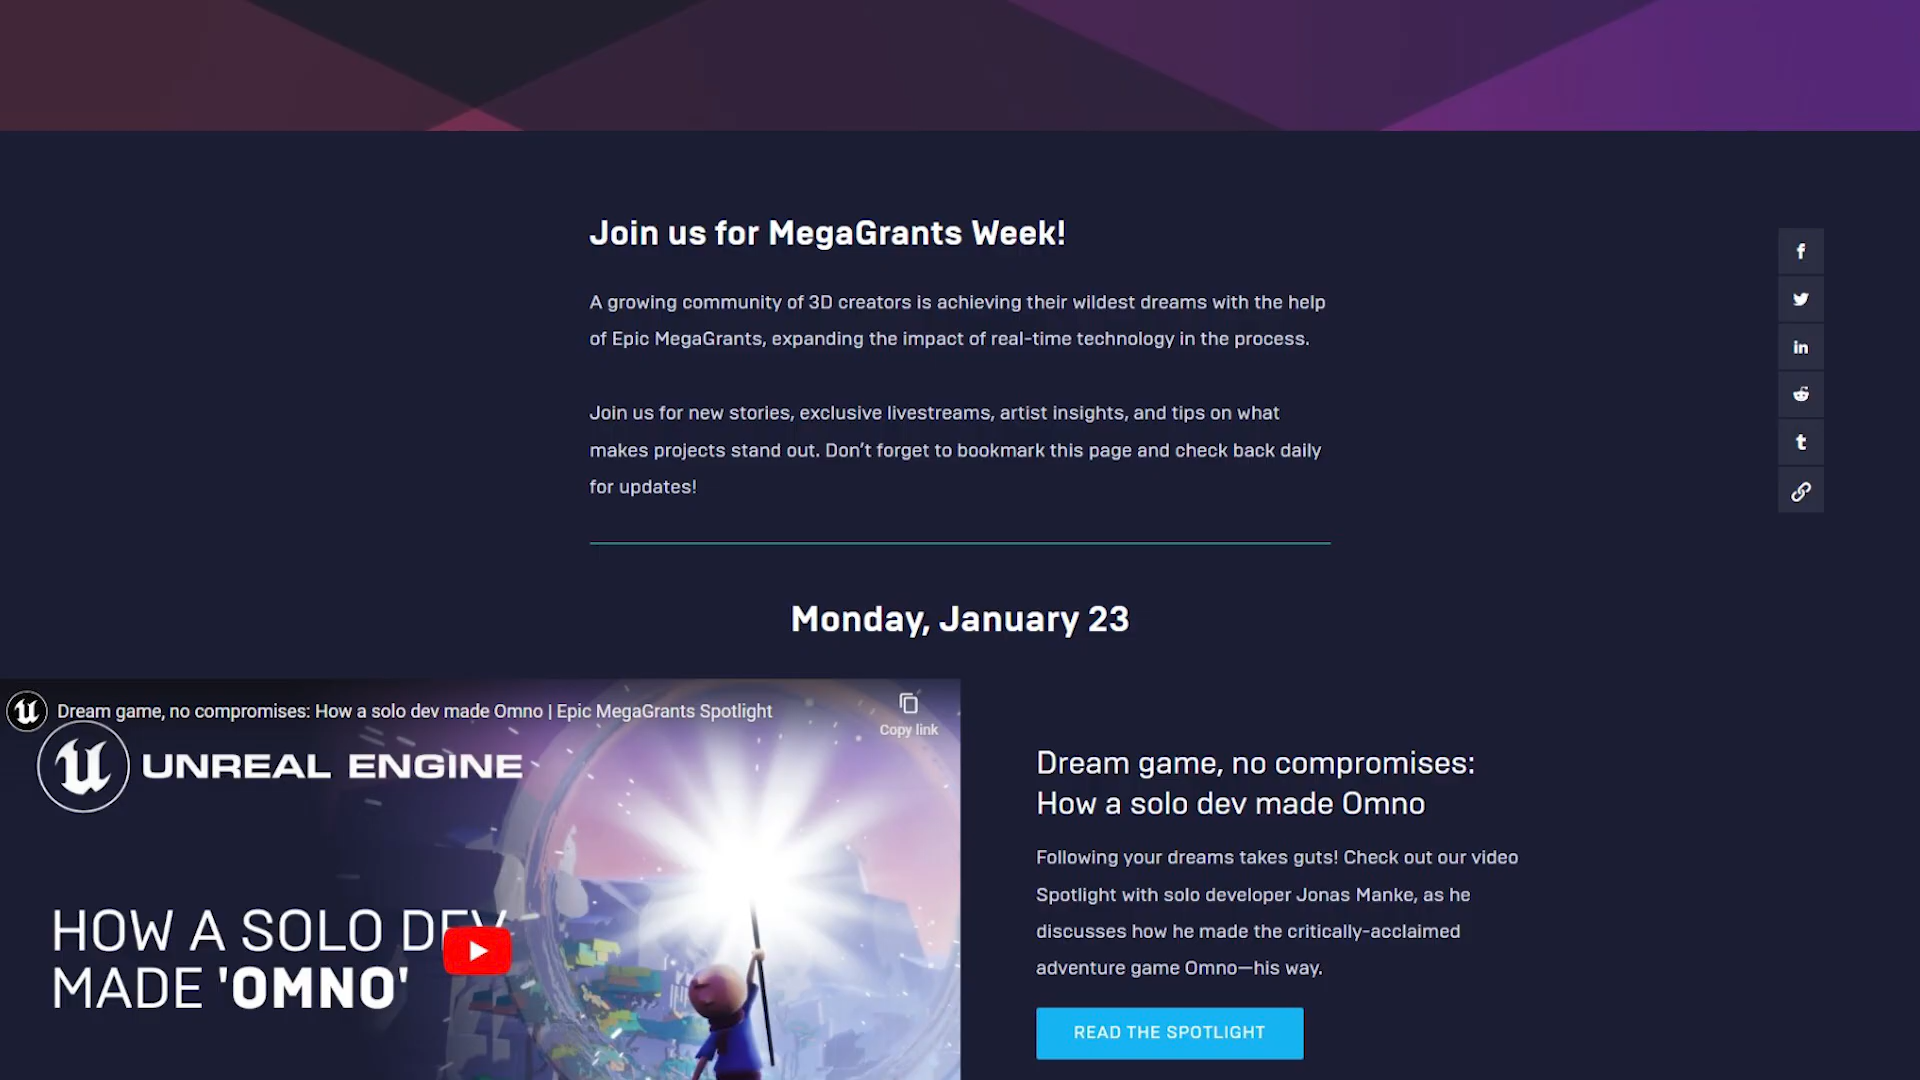 Join us for MegaGrants Week!
A growing community of 3D creators is achieving their wildest dreams with the help
of Epic MegaGrants, expanding the impact of real-time technology in the process.
Join us for new stories, exclusive livestreams, artist insights, and tips on what
makes projects stand out. Don’t forget to bookmark this page and check back daily
for updates!
Monday, January 23
Dream game, no compromises: How a solo dev made Omno | Epic MegaGrants Spotlight
Copy link
UNREAL ENGINE
HOW A SOLO DEV
MADE 'OMNO'
Dream game, no compromises:
How a solo dev made Omno
Following your dreams takes guts! Check out our video
Spotlight with solo developer Jonas Manke, as he
discusses how he made the critically-acclaimed
adventure game Omno—his way.
READ THE SPOTLIGHT